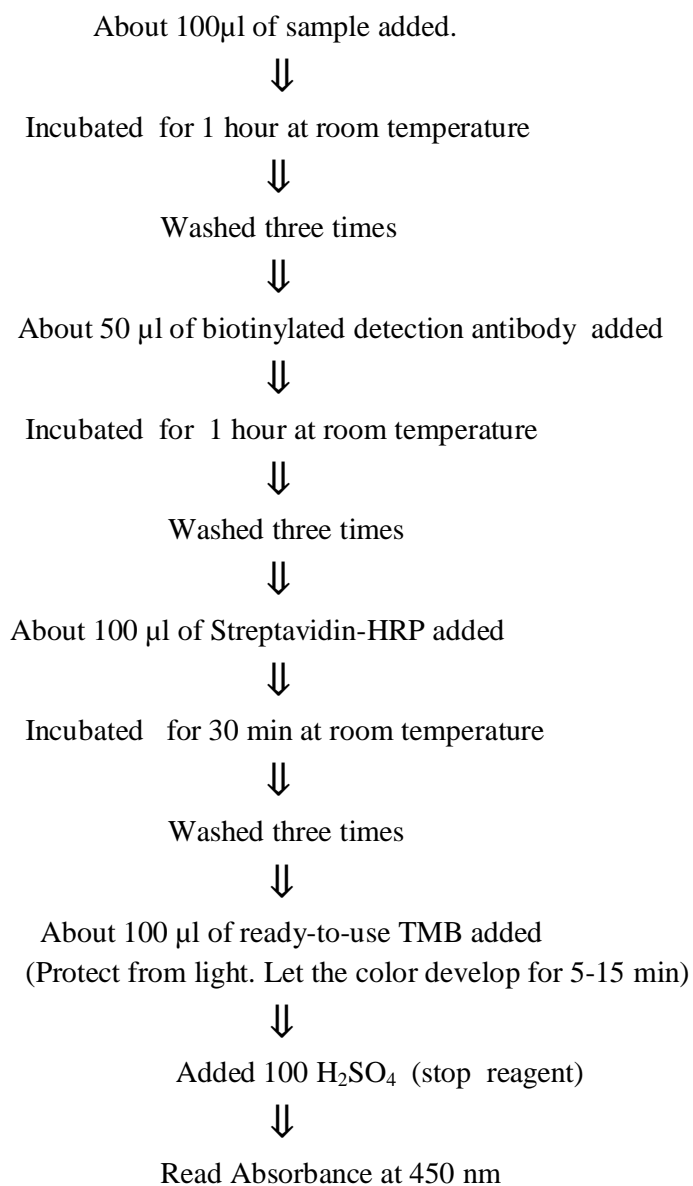 About 100µl of sample added.
⇓
Incubated for 1 hour at room temperature
⇓
Washed three times
⇓
About 50 µl of biotinylated detection antibody added
⇓
Incubated for 1 hour at room temperature
⇓
Washed three times
⇓
About 100 µl of Streptavidin-HRP added
⇓
Incubated for 30 min at room temperature
⇓
Washed three times
⇓
About 100 µl of ready-to-use TMB added
(Protect from light. Let the color develop for 5-15 min)
⇓
Added 100 H₂SO₄ (stop reagent)
⇓
Read Absorbance at 450 nm